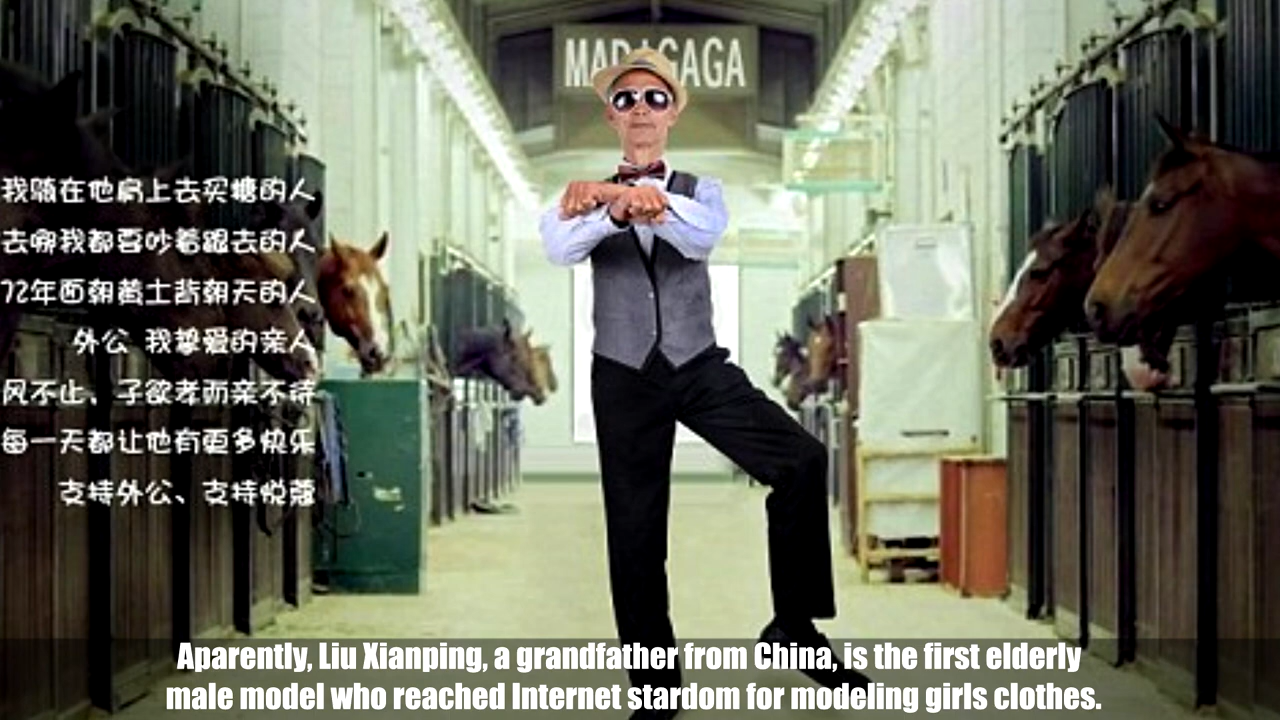 MADAGAGA
我骑在他肩上去买糖的人
去哪我都要吵着跟去的人
72年面朝黄土背朝天的人
外公 我挚爱的亲人
风不止、子欲孝而亲不待
每一天都让他有更多快乐
支持外公、支持悦蔻
Aparently, Liu Xianping, a grandfather from China, is the first elderly
male model who reached Internet stardom for modeling girls clothes.